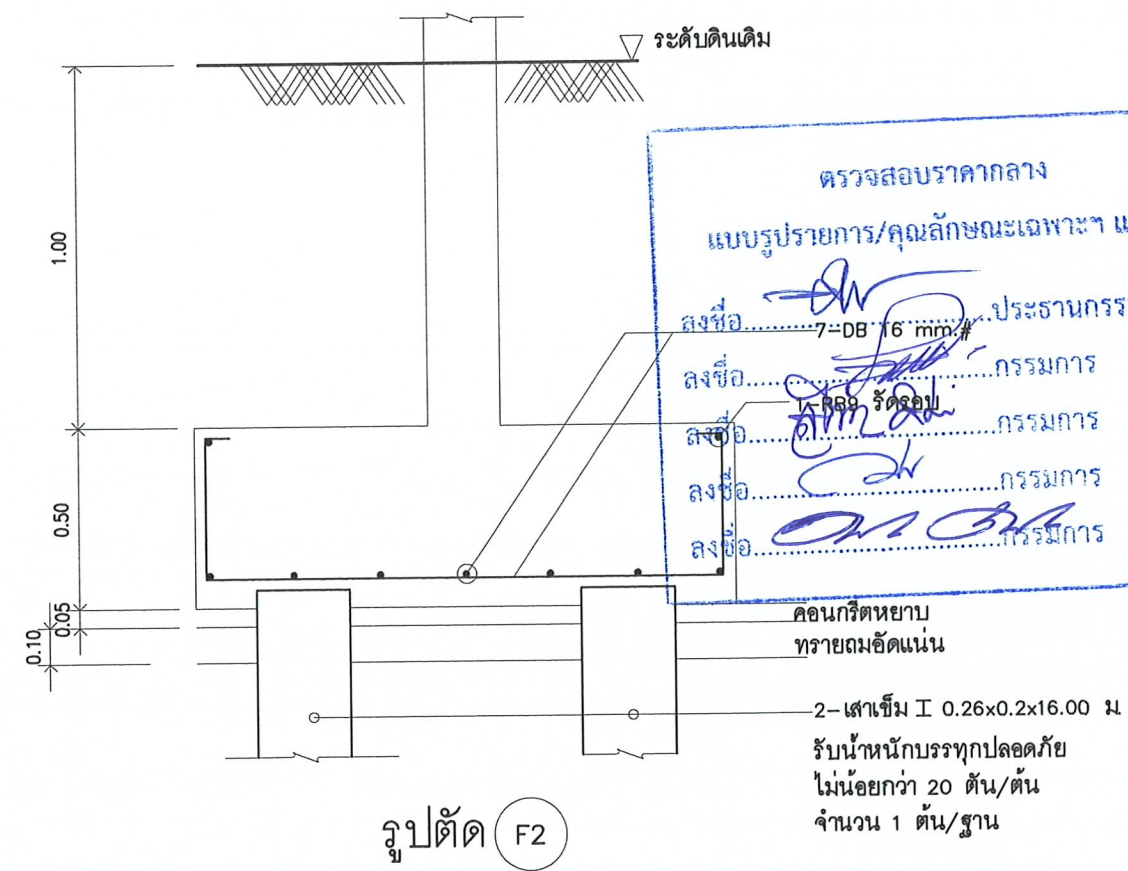 ระดับดินเดิม
1.00
0.50
0.05
0.10
ตรวจสอบราคากลาง
แบบรูปรายการ/คุณลักษณะเฉพาะฯ แ
ลงชื่อ..............................ประธานกรร
7-DB 16 mm.#
ลงชื่อ..............................กรรมการ
1-RB9 รัดรอบ
ลงชื่อ..............................กรรมการ
ลงชื่อ..............................กรรมการ
ลงชื่อ..............................กรรมการ
คอนกรีตหยาบ
ทรายถมอัดแน่น
2-เสาเข็ม I 0.26x0.2x16.00 ม.
รับน้ำหนักบรรทุกปลอดภัย
ไม่น้อยกว่า 20 ตัน/ต้น
จำนวน 1 ต้น/ฐาน
รูปตัด F2